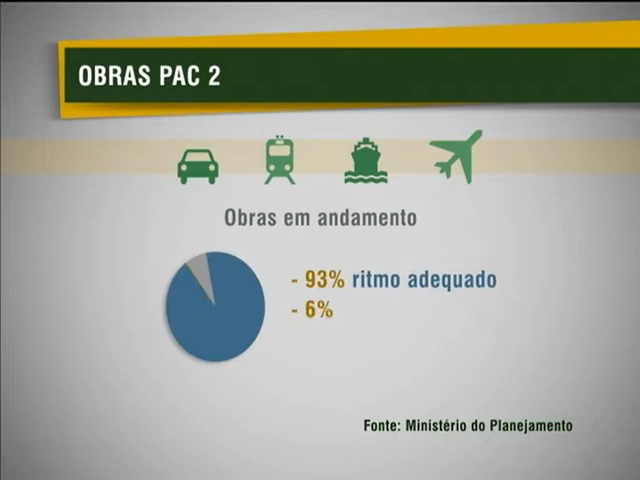 OBRAS PAC 2
Obras em andamento
- 93% ritmo adequado
- 6%
Fonte: Ministério do Planejamento